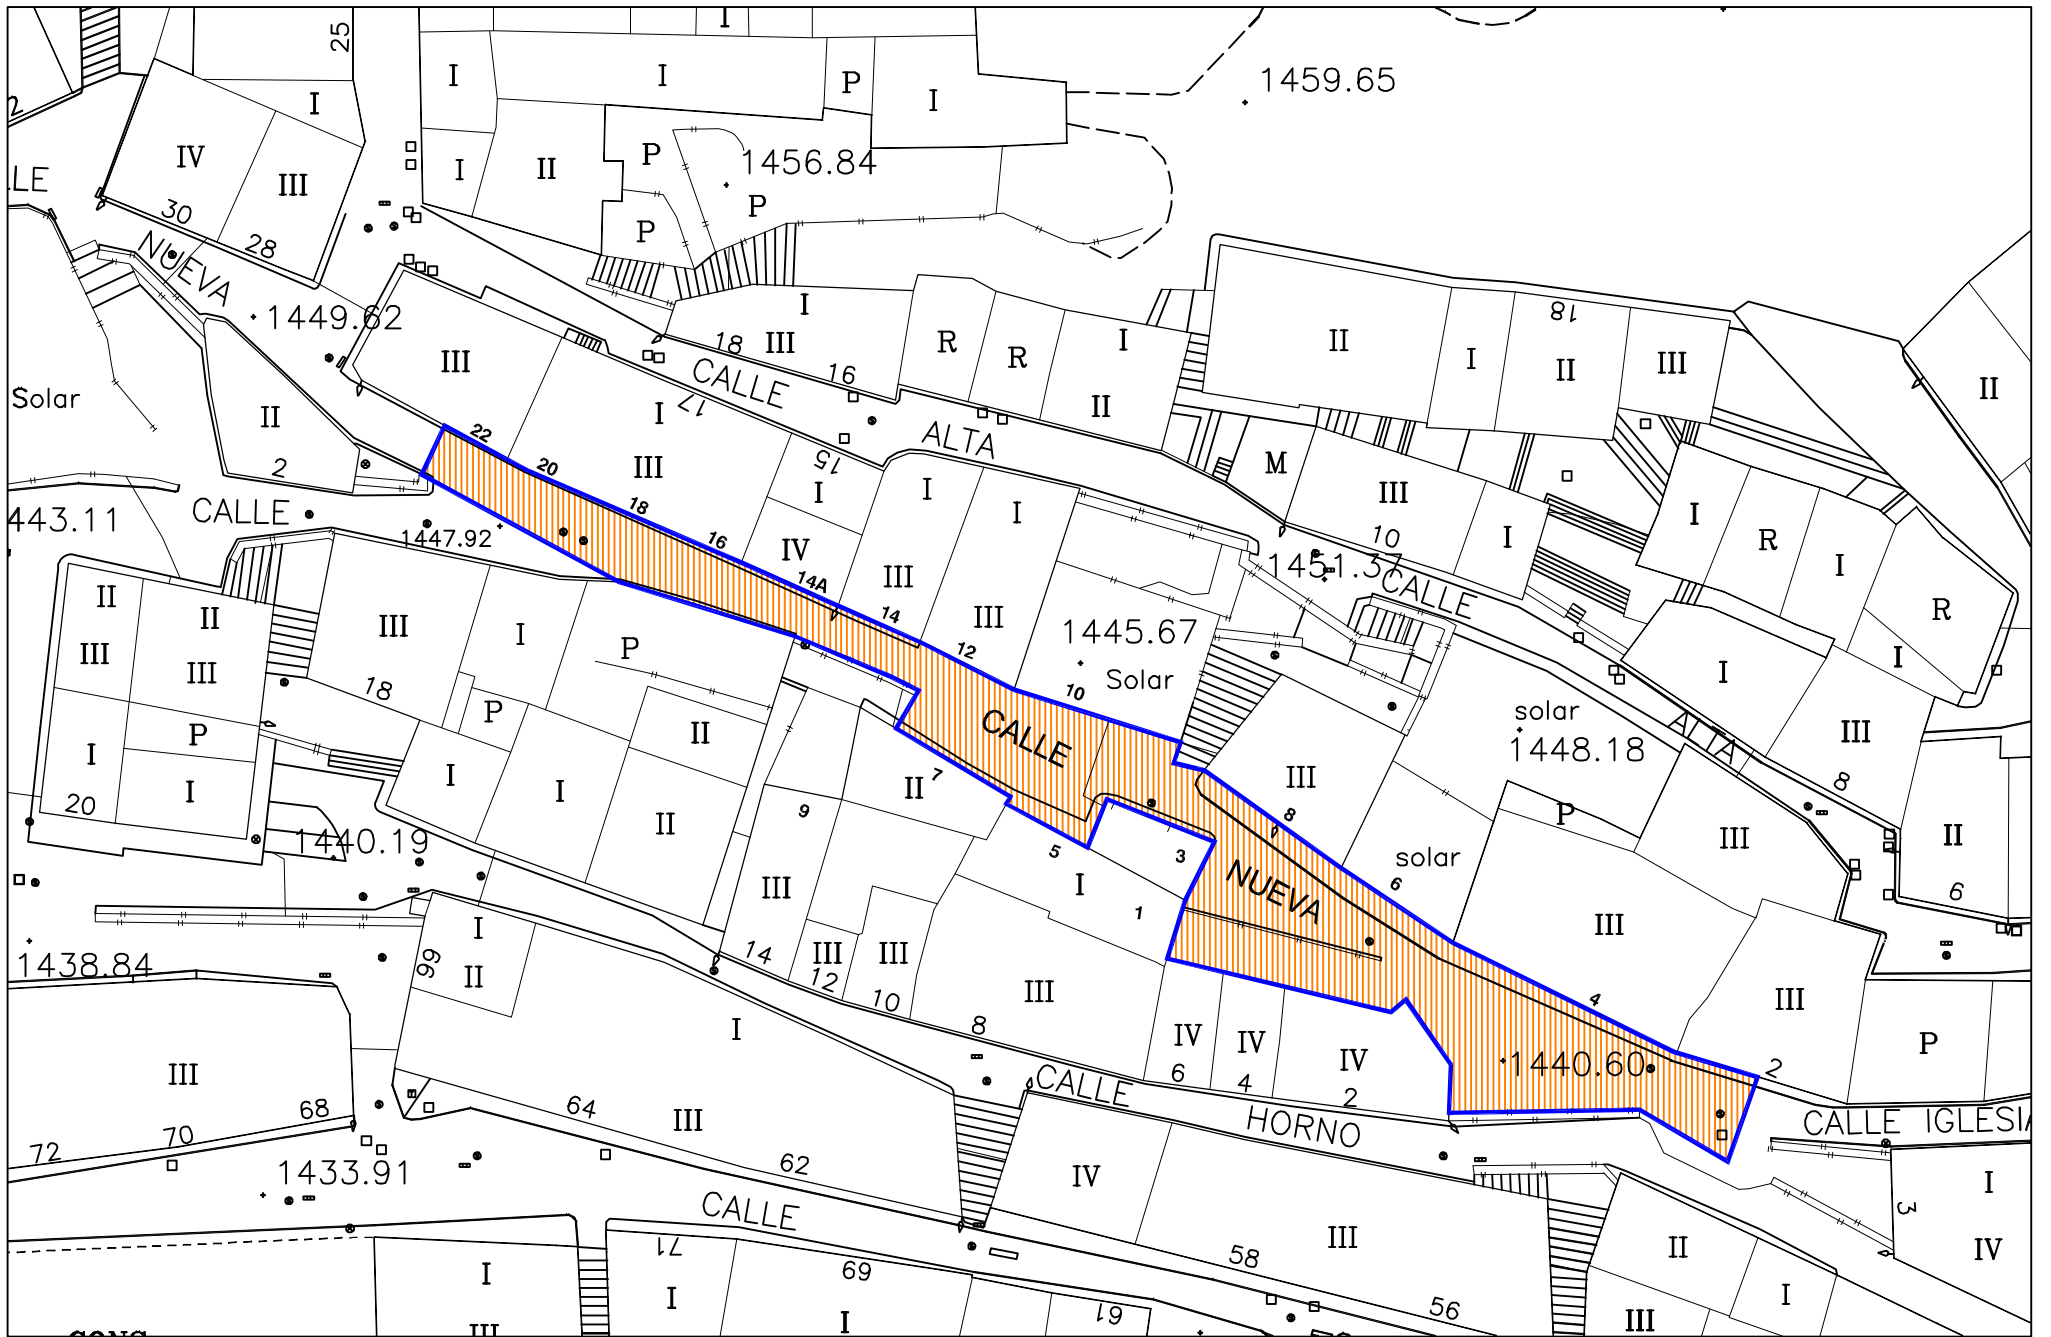 25
I
I
I
P
I
1459.65
2
I
IV
III
I
II
P
1456.84
P
P
LE
30
28
NUEVA
1449.62
III
I
III
18
16
R
R
I
II
II
I
18
II
III
II
Solar
II
2
CALLE
17
I
III
22
20
18
16
14A
14
12
10
15
I
IV
I
III
I
III
CALLE
ALTA
M
III
10
I
I
R
I
R
I
443.11
CALLE
1447.92
1451.37
CALLE
1445.67
Solar
II
II
III
III
III
I
P
18
P
II
I
P
I
20
I
I
II
CALLE
III
solar
1448.18
ALTA
I
III
8
II
7
9
II
8
P
III
solar
6
1440.19
5
3
I
1
NUEVA
III
III
6
I
II
99
14
III
12
III
10
III
8
1438.84
I
III
IV
IV
IV
6
4
2
4
1440.60
2
P
III
68
70
72
64
III
62
CALLE
HORNO
CALLE IGLESIA
1433.91
CALLE
IV
III
58
56
I
3
IV
II
I
III
71
69
61
I
I
I
III